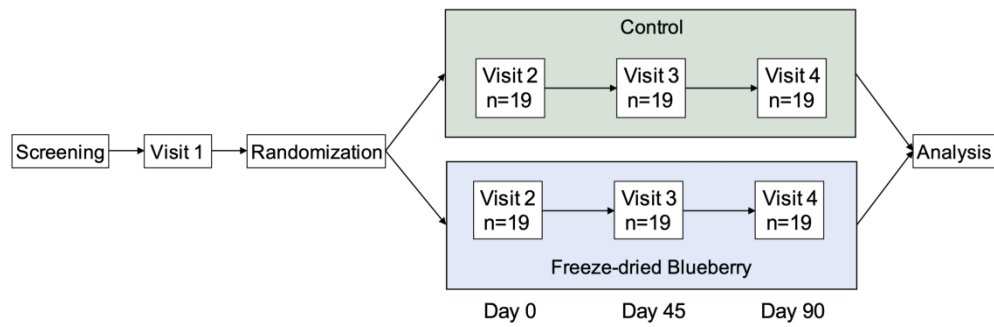 Screening
Visit 1
Randomization
Control
Visit 2
n=19
Visit 3
n=19
Visit 4
n=19
Visit 2
n=19
Visit 3
n=19
Visit 4
n=19
Freeze-dried Blueberry
Day 0
Day 45
Day 90
Analysis